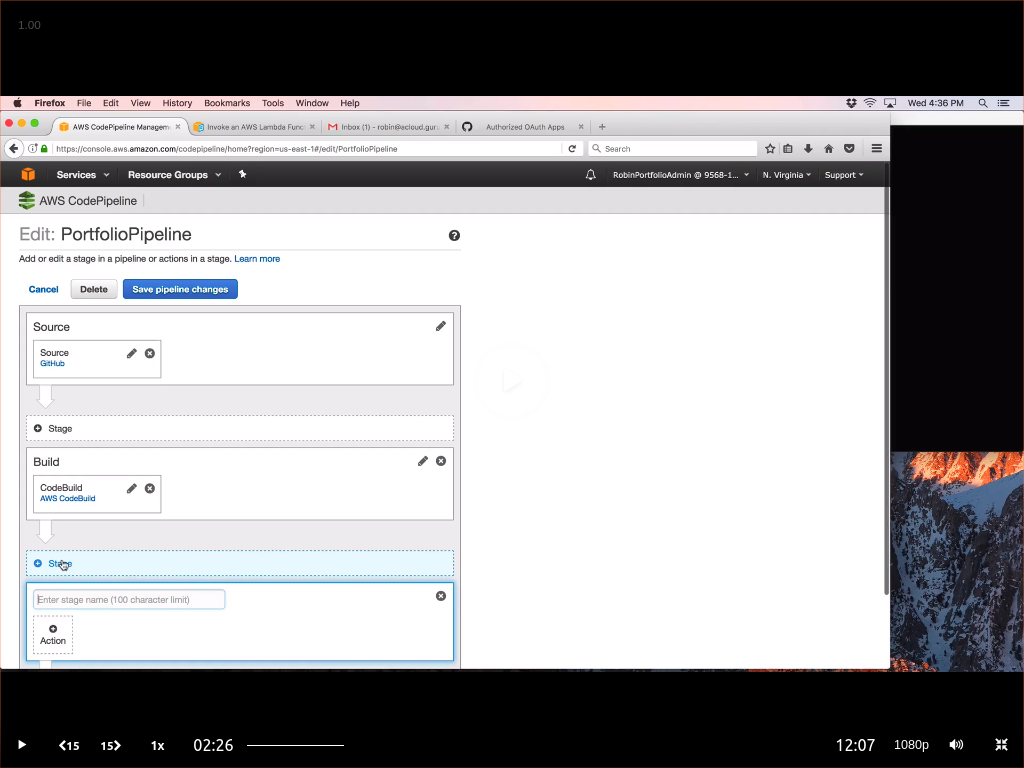 1.00
Firefox File Edit View History Bookmarks Tools Window Help Wed 4:36 PM
AWS CodePipeline Managem Invoke an AWS Lambda Func Inbox (1) - robin@acloud.gur Authorized OAuth Apps
https://console.aws.amazon.com/codepipeline/home?region=us-east-1#/edit/PortfolioPipeline Search
Services Resource Groups RobinPortfolioAdmin @ 9568-1... N. Virginia Support
AWS CodePipeline
Edit: PortfolioPipeline
Add or edit a stage in a pipeline or actions in a stage. Learn more
Cancel Delete Save pipeline changes
Source
Source
GitHub
Stage
Build
CodeBuild
AWS CodeBuild
Stage
Enter stage name (100 character limit)
Action
15 15 1x 02:26 12:07 1080p